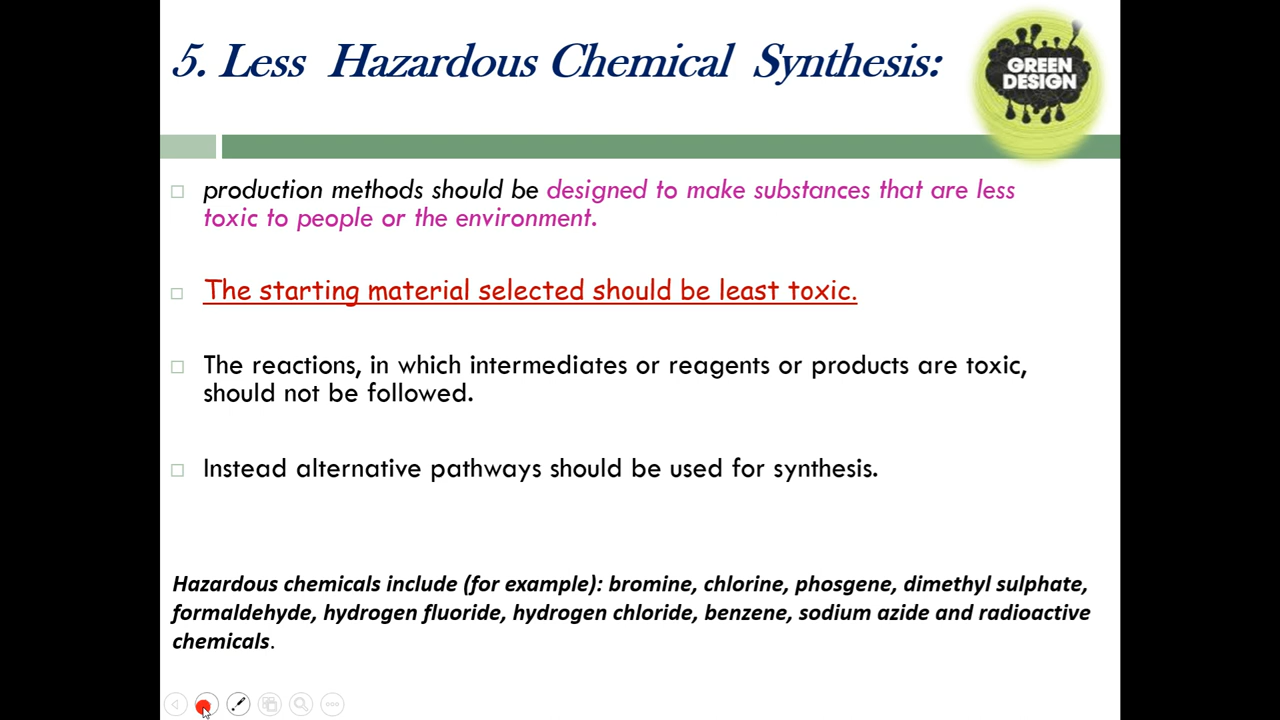 5. Less Hazardous Chemical Synthesis:
GREEN
DESIGN
production methods should be designed to make substances that are less
toxic to people or the environment.
The starting material selected should be least toxic.
The reactions, in which intermediates or reagents or products are toxic,
should not be followed.
Instead alternative pathways should be used for synthesis.
Hazardous chemicals include (for example): bromine, chlorine, phosgene, dimethyl sulphate,
formaldehyde, hydrogen fluoride, hydrogen chloride, benzene, sodium azide and radioactive
chemicals.